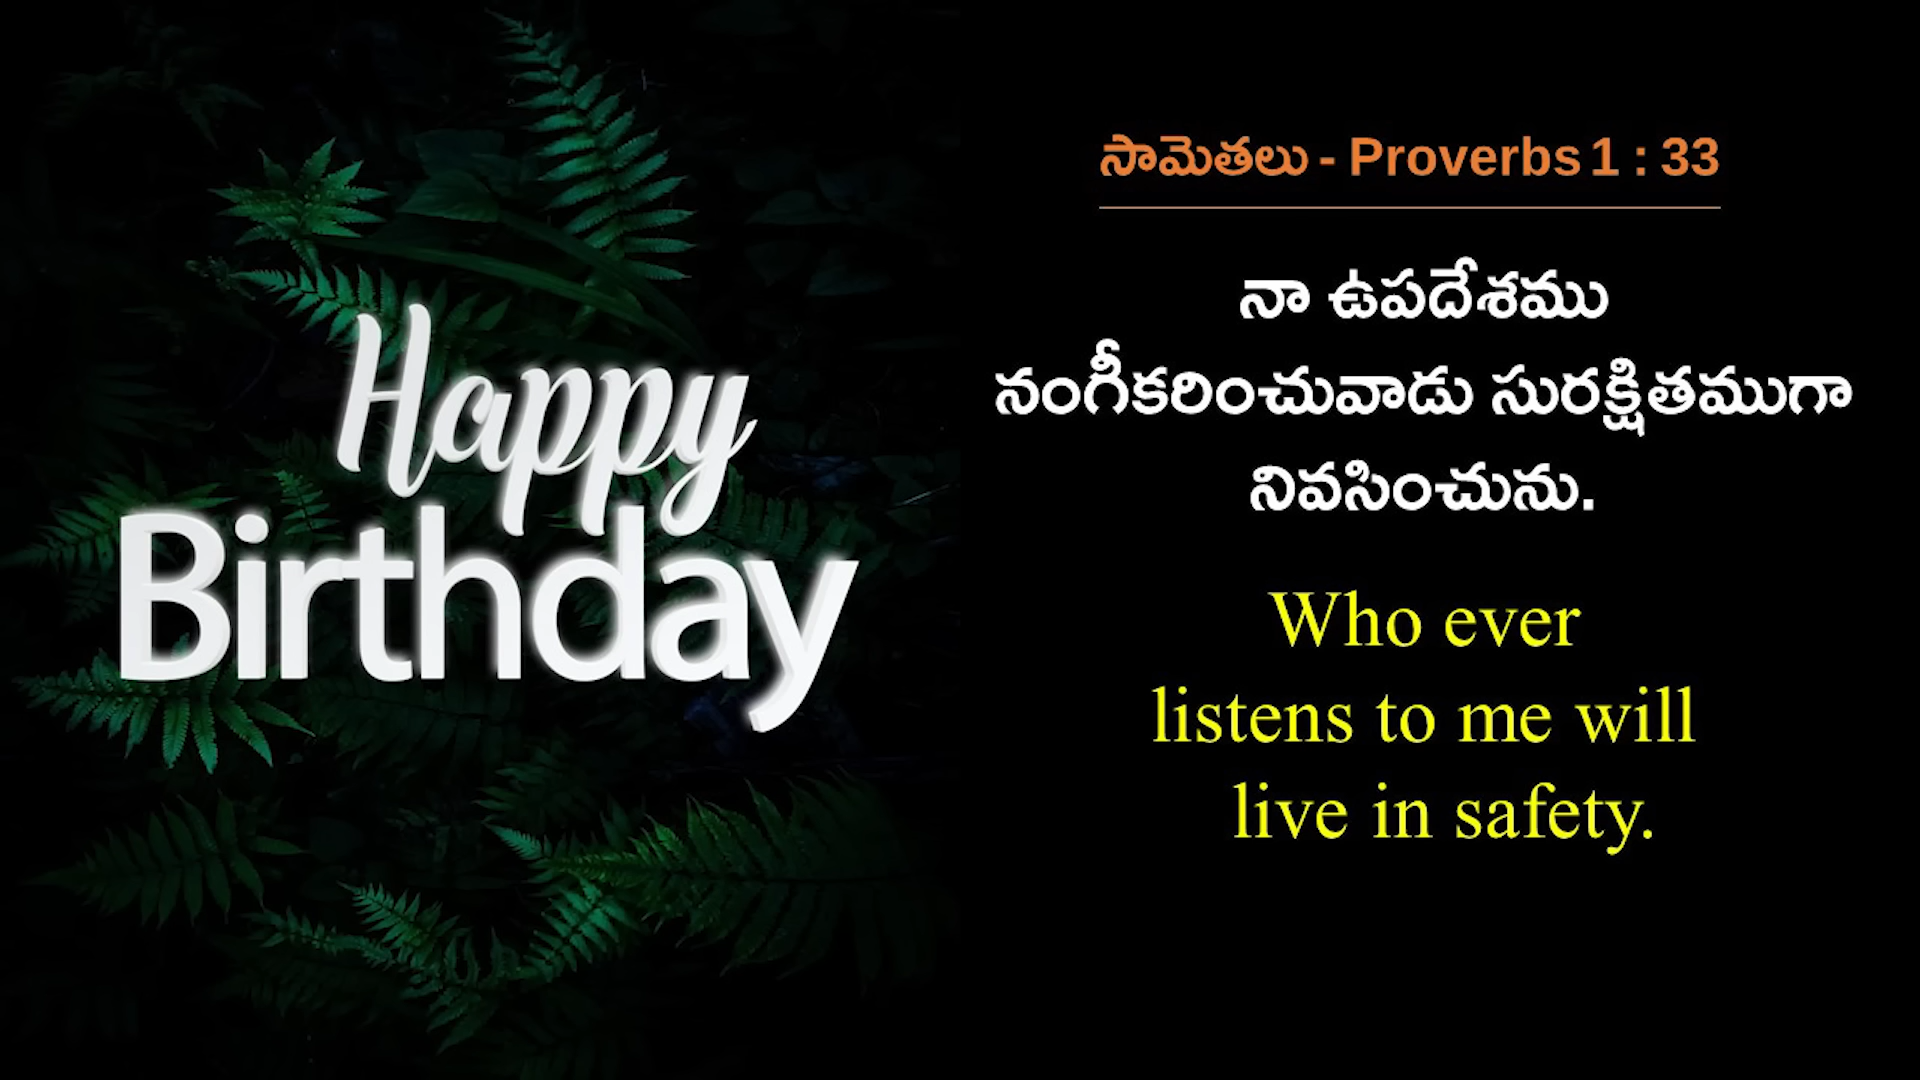 Happy
Birthday
సామెతలు - Proverbs 1 : 33
నా ఉపదేశము
నంగీకరించువాడు సురక్షితముగా
నివసించును.
Who ever
listens to me will
live in safety.